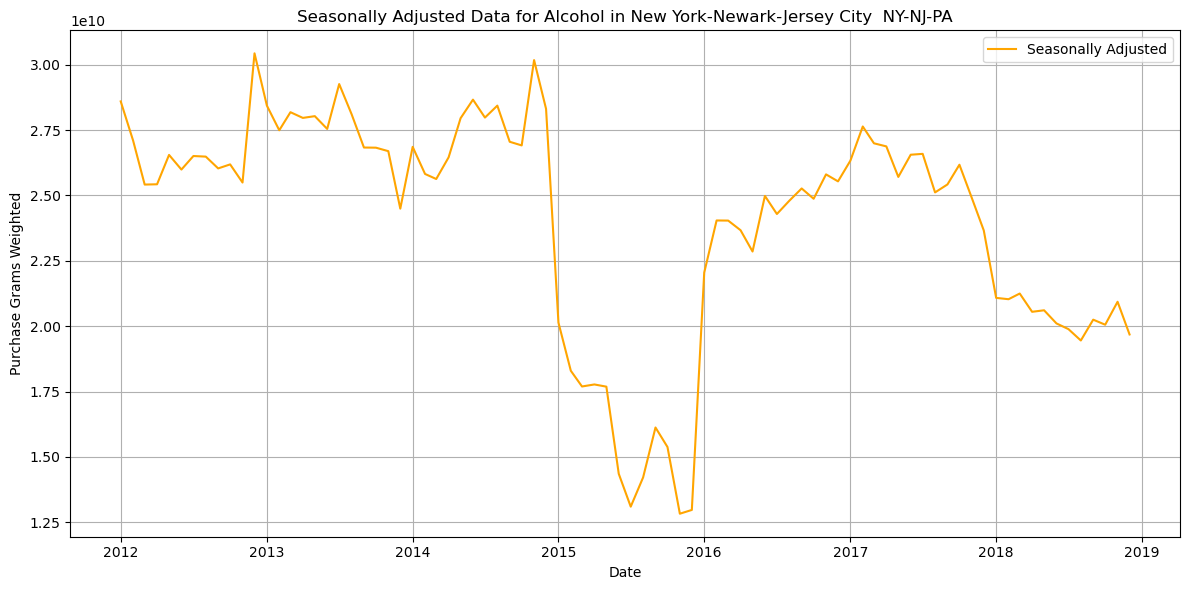 Seasonally Adjusted Data for Alcohol in New York-Newark-Jersey City  NY-NJ-PA
1e10
Seasonally Adjusted
3.00
2.75
2.50
2.25
2.00
1.75
1.50
1.25
Purchase Grams Weighted
2012 2013 2014 2015 2016 2017 2018 2019
Date